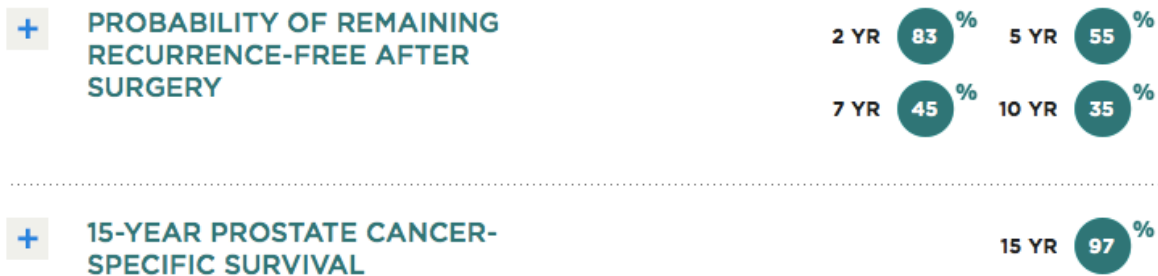 + PROBABILITY OF REMAINING
RECURRENCE-FREE AFTER
SURGERY
2 YR 83 % 5 YR 55 %
7 YR 45 % 10 YR 35 %
+ 15-YEAR PROSTATE CANCER-
SPECIFIC SURVIVAL
15 YR 97 %